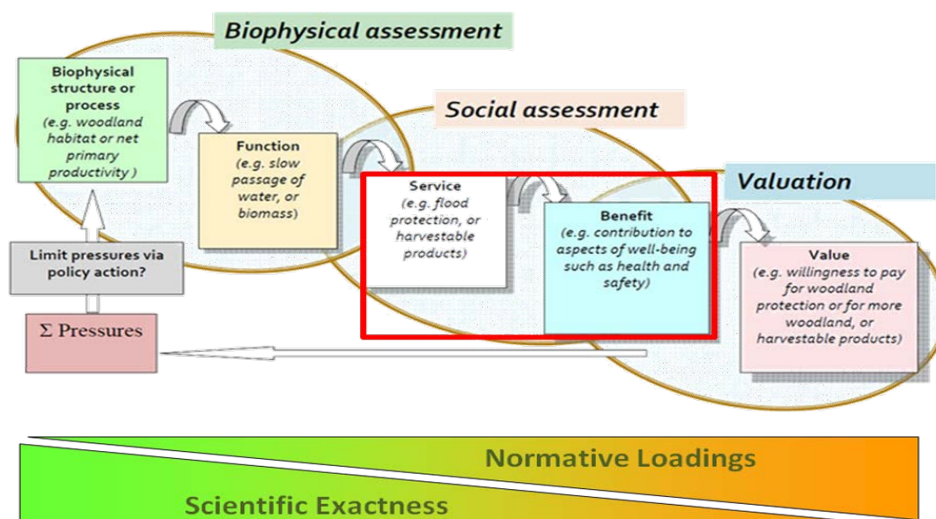 Biophysical assessment
Biophysical
structure or
process
(e.g. woodland
habitat or net
primary
productivity )
Social assessment
Function
(e.g. slow
passage of
water, or
biomass)
Service
(e.g. flood
protection, or
harvestable
products)
Valuation
Benefit
(e.g. contribution to
aspects of well-being
such as health and
safety)
Value
(e.g. willingness to pay
for woodland
protection or for more
woodland, or
harvestable products)
Limit pressures via
policy action?
Σ Pressures
Normative Loadings
Scientific Exactness